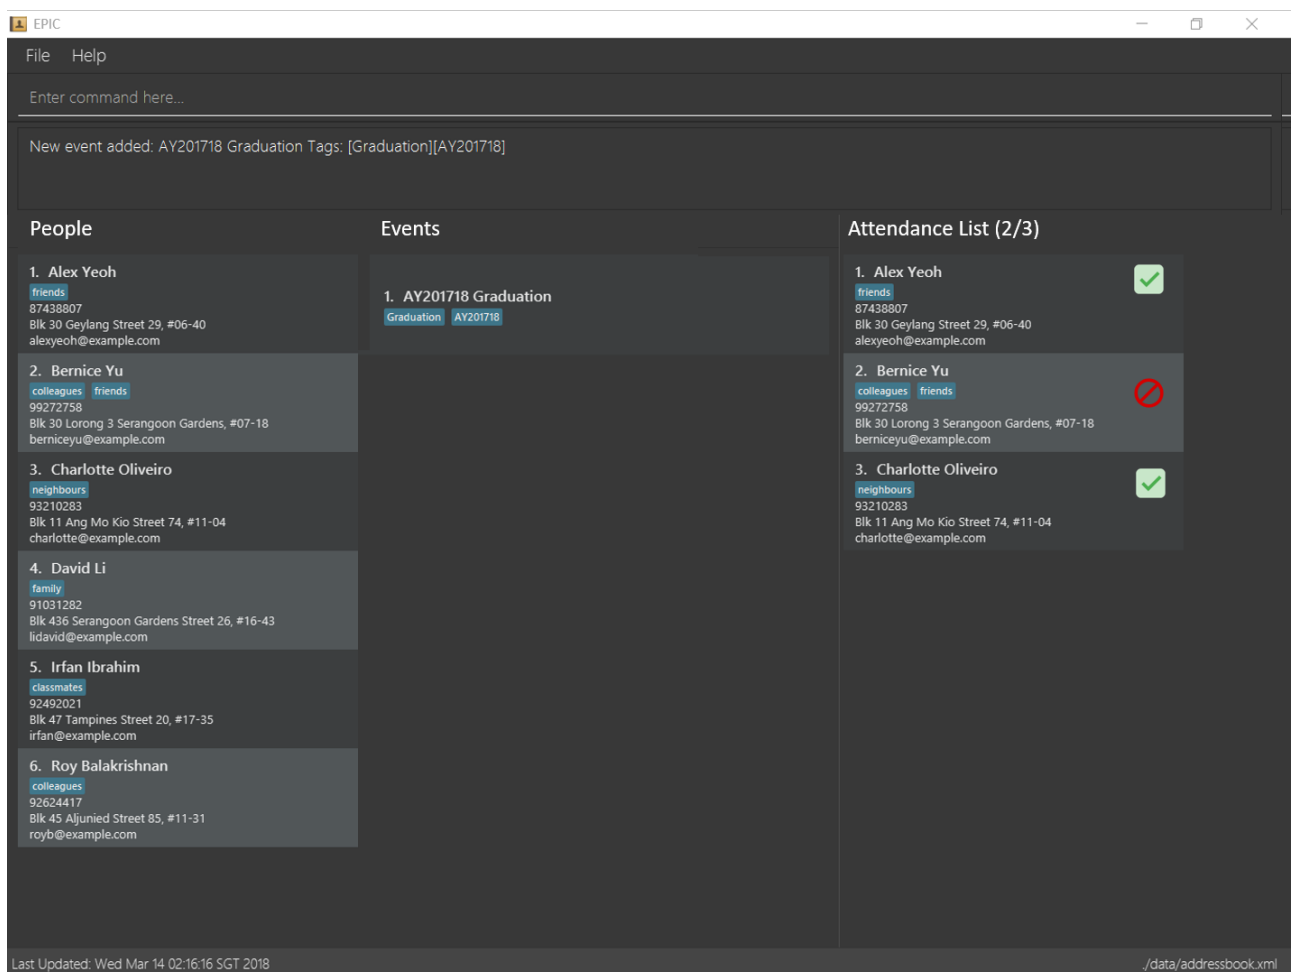 EPIC
File Help
Enter command here...
New event added: AY201718 Graduation Tags: [Graduation][AY201718]
People
1. Alex Yeoh
friends
87438807
Blk 30 Geylang Street 29, #06-40
alexyeoh@example.com
2. Bernice Yu
colleagues friends
99272758
Blk 30 Lorong 3 Serangoon Gardens, #07-18
berniceyu@example.com
3. Charlotte Oliveiro
neighbours
93210283
Blk 11 Ang Mo Kio Street 74, #11-04
charlotte@example.com
4. David Li
family
91031282
Blk 436 Serangoon Gardens Street 26, #16-43
lidavid@example.com
5. Irfan Ibrahim
classmates
92492021
Blk 47 Tampines Street 20, #17-35
irfan@example.com
6. Roy Balakrishnan
colleagues
92624417
Blk 45 Aljunied Street 85, #11-31
royb@example.com
Events
1. AY201718 Graduation
Graduation AY201718
Attendance List (2/3)
1. Alex Yeoh
friends
87438807
Blk 30 Geylang Street 29, #06-40
alexyeoh@example.com
2. Bernice Yu
colleagues friends
99272758
Blk 30 Lorong 3 Serangoon Gardens, #07-18
berniceyu@example.com
3. Charlotte Oliveiro
neighbours
93210283
Blk 11 Ang Mo Kio Street 74, #11-04
charlotte@example.com
Last Updated: Wed Mar 14 02:16:16 SGT 2018
./data/addressbook.xml